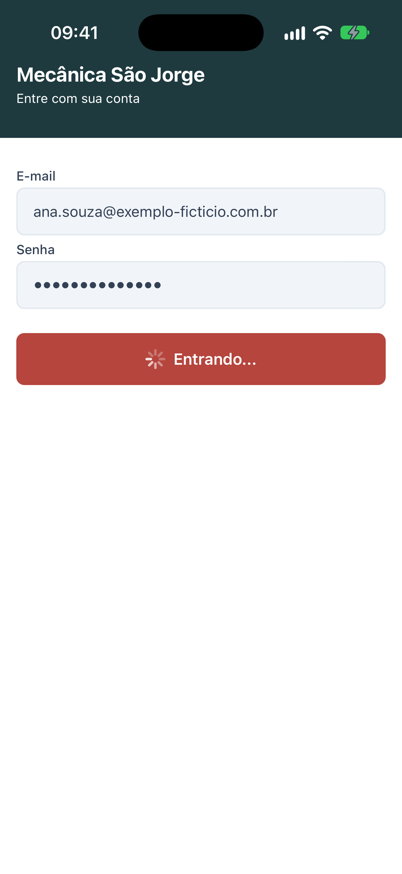 09:41
Mecânica São Jorge
Entre com sua conta
E-mail
ana.souza@exemplo-ficticio.com.br
Senha
••••••••••••••
Entrando...